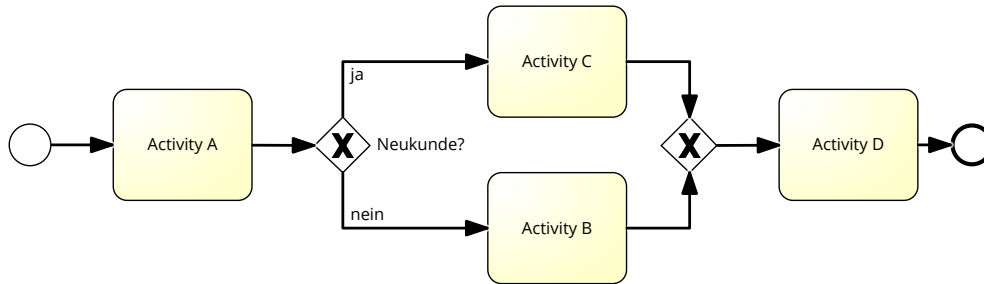 Activity A
Neukunde?
ja
Activity C
nein
Activity B
Activity D